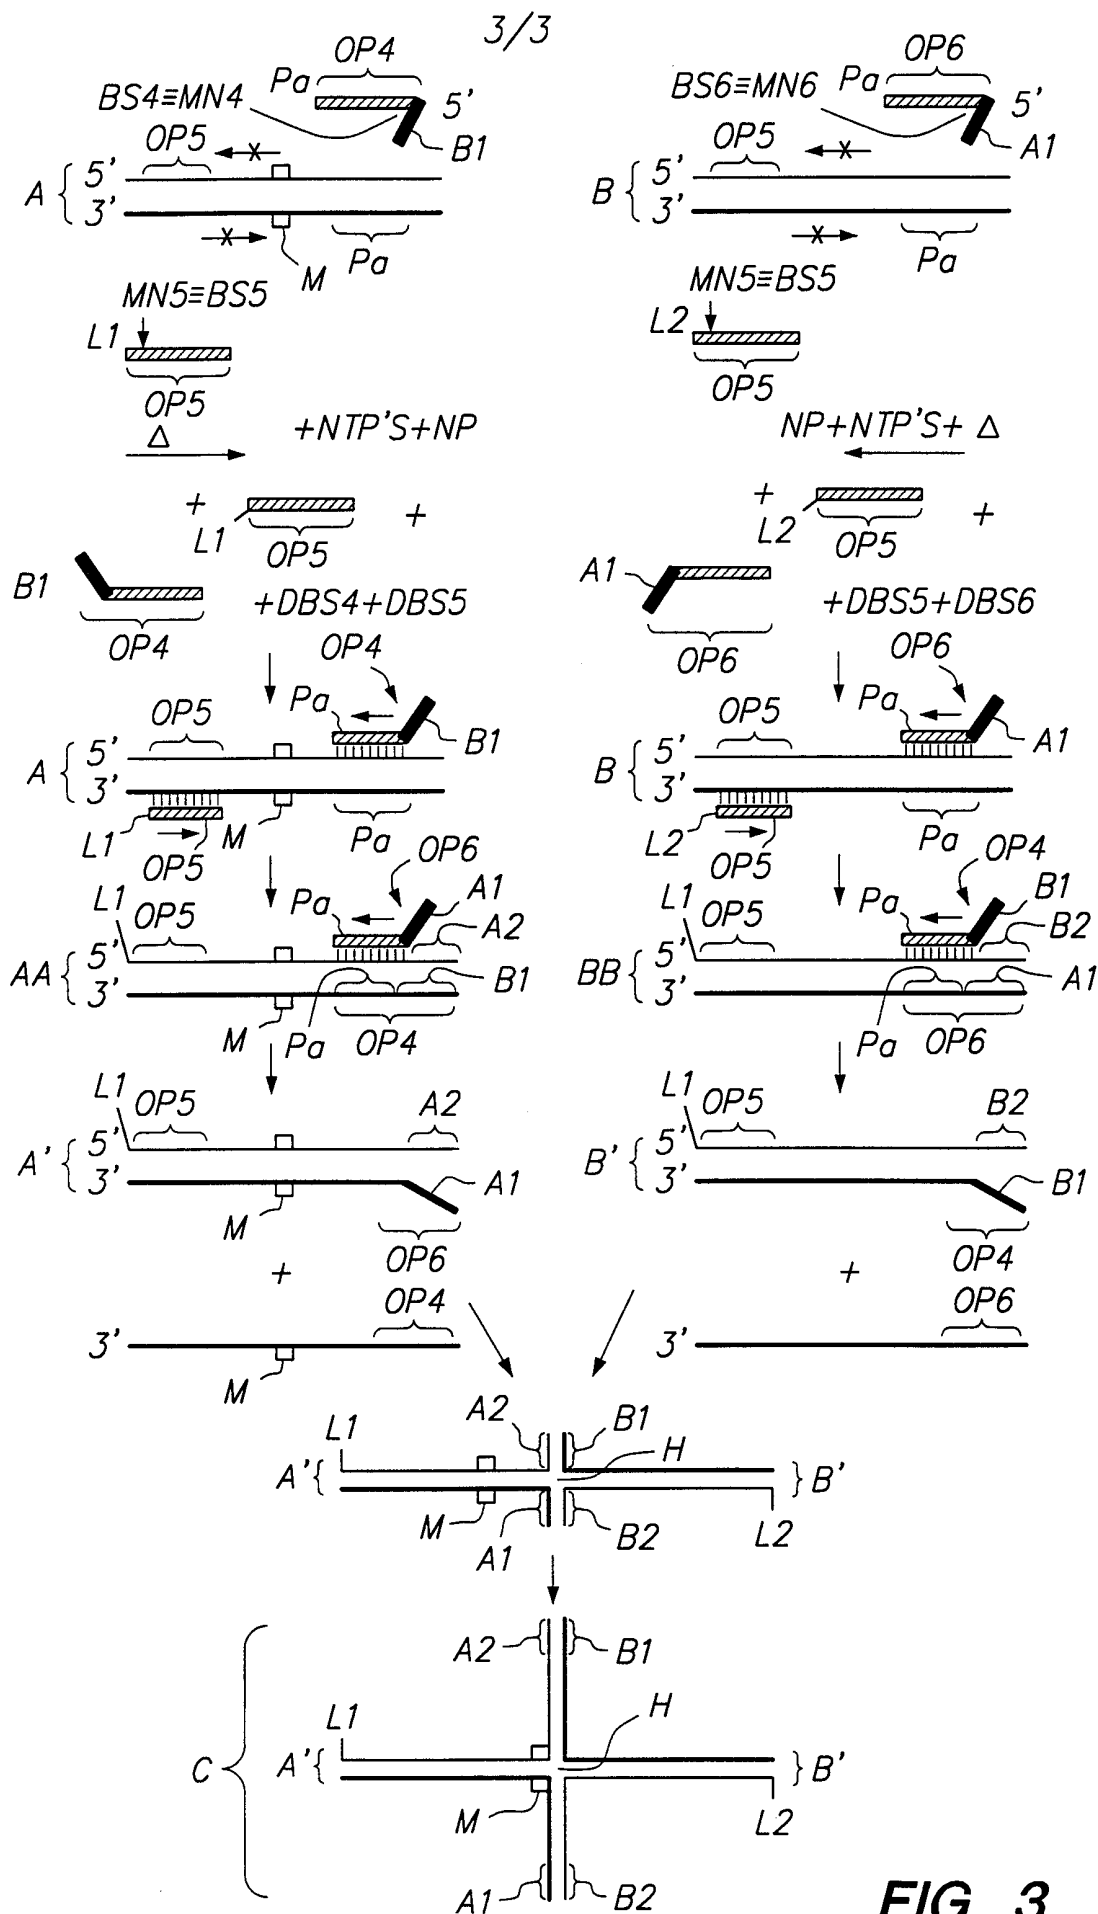 3/3
OP4
Pa
5'
BS4≡MN4
B1
OP5
A
5'
3'
M
Pa
MN5≡BS5
L1
OP5
Δ
+NTP'S+NP
+
L1
OP5
+
B1
OP4
+DBS4+DBS5
OP4
Pa
B1
OP5
A
5'
3'
L1
OP5
M
Pa
OP6
A1
Pa
A2
L1
OP5
AA
5'
3'
B1
M
Pa
OP4
L1
OP5
A2
A'
5'
3'
A1
M
OP6
+
OP4
3'
M
OP6
Pa
5'
BS6≡MN6
A1
OP5
B
5'
3'
Pa
MN5≡BS5
L2
OP5
NP+NTP'S+ Δ
+
L2
OP5
+
A1
OP6
+DBS5+DBS6
OP6
Pa
A1
OP5
B
5'
3'
L2
OP5
Pa
OP4
B1
Pa
B2
L1
OP5
BB
5'
3'
A1
Pa
OP6
L1
OP5
B2
B'
5'
3'
B1
OP4
+
OP6
3'
A2
B1
L1
H
A'
B'
M
A1
B2
L2
A2
B1
L1
H
C
A'
B'
M
L2
A1
B2
FIG_3